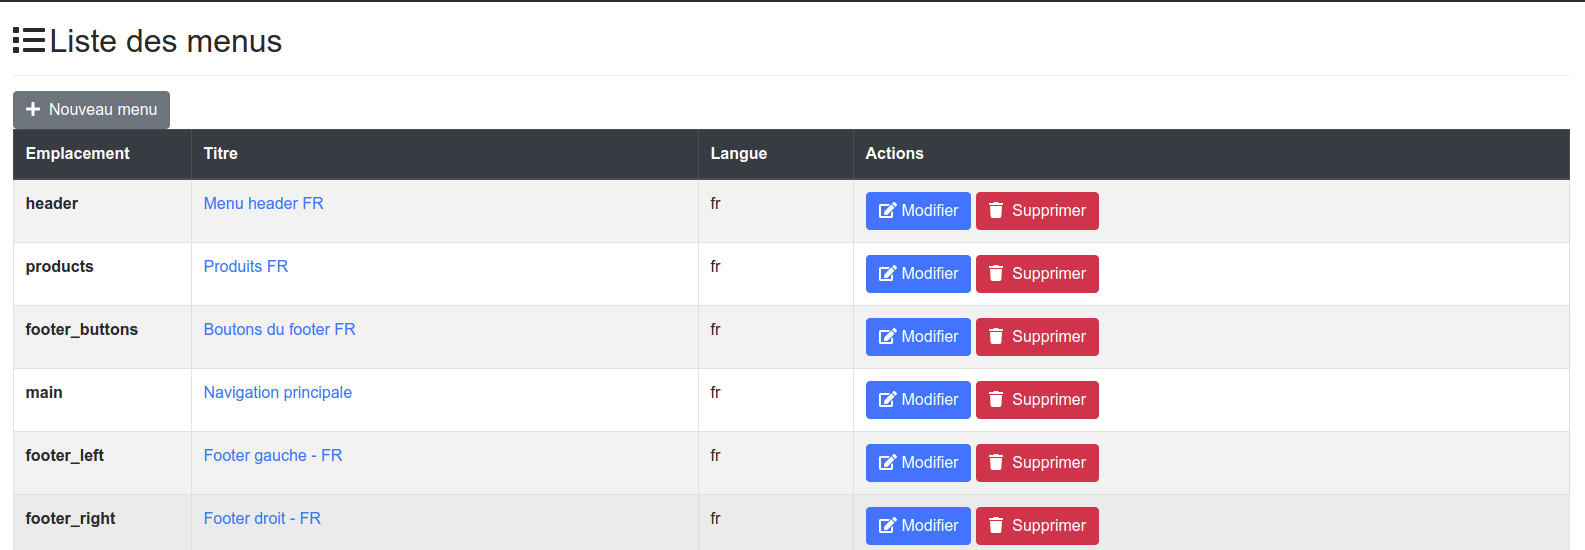 Liste des menus
Nouveau menu
Emplacement Titre Langue Actions
header Menu header FR fr Modifier Supprimer
products Produits FR fr Modifier Supprimer
footer_buttons Boutons du footer FR fr Modifier Supprimer
main Navigation principale fr Modifier Supprimer
footer_left Footer gauche - FR fr Modifier Supprimer
footer_right Footer droit - FR fr Modifier Supprimer